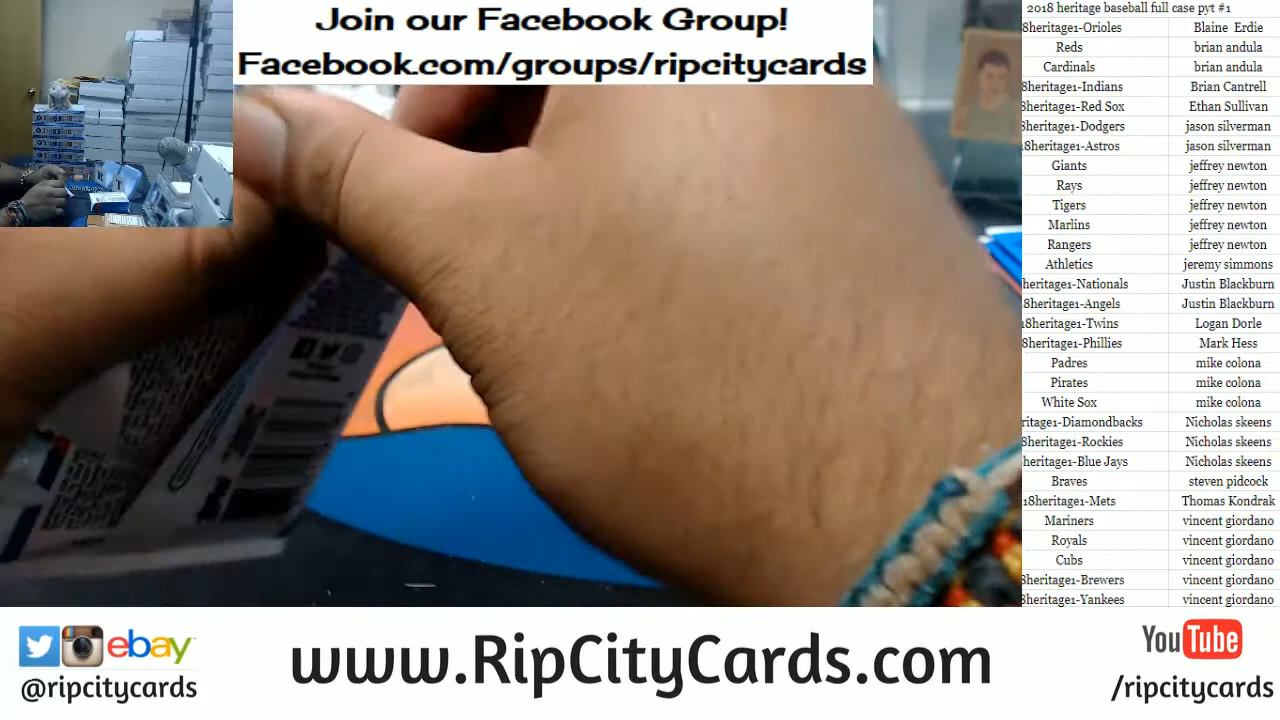 Join our Facebook Group!
Facebook.com/groups/ripcitycards
2018 heritage baseball full case pyt #1
8heritage1-Orioles Blaine Erdie
Reds brian andula
Cardinals brian andula
8heritage1-Indians Brian Cantrell
8heritage1-Red Sox Ethan Sullivan
8heritage1-Dodgers jason silverman
8heritage1-Astros jason silverman
Giants jeffrey newton
Rays jeffrey newton
Tigers jeffrey newton
Marlins jeffrey newton
Rangers jeffrey newton
Athletics jeremy simmons
heritage1-Nationals Justin Blackburn
8heritage1-Angels Justin Blackburn
18heritage1-Twins Logan Dorle
8heritage1-Phillies Mark Hess
Padres mike colona
Pirates mike colona
White Sox mike colona
ritage1-Diamondbacks Nicholas skeens
8heritage1-Rockies Nicholas skeens
heritage1-Blue Jays Nicholas skeens
Braves steven pidcock
18heritage1-Mets Thomas Kondrak
Mariners vincent giordano
Royals vincent giordano
Cubs vincent giordano
8heritage1-Brewers vincent giordano
8heritage1-Yankees vincent giordano
ebay
@ripcitycards
www.RipCityCards.com
YouTube
/ripcitycards